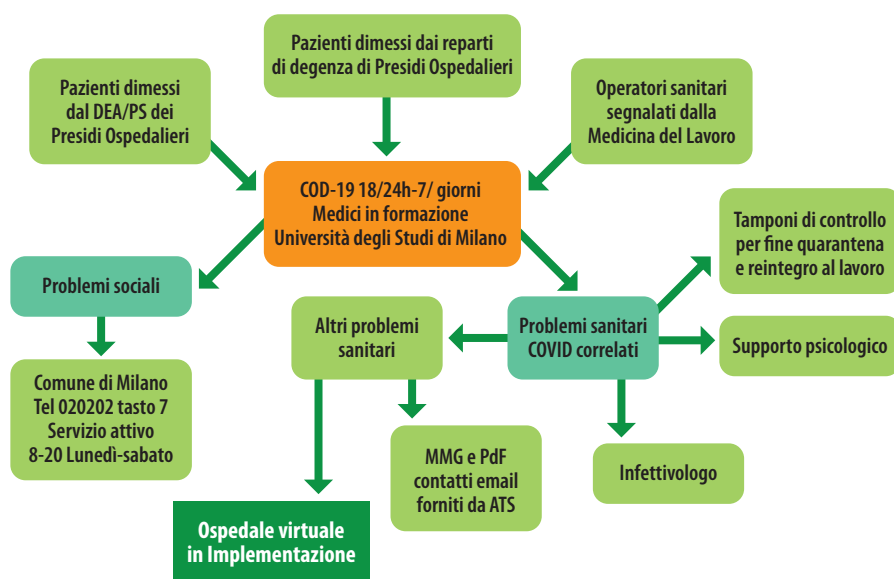 Pazienti dimessi dai reparti
di degenza di Presidi Ospedalieri
Pazienti dimessi
dal DEA/PS dei
Presidi Ospedalieri
Operatori sanitari
segnalati dalla
Medicina del Lavoro
COD-19 18/24h-7/ giorni
Medici in formazione
Università degli Studi di Milano
Tamponi di controllo
per fine quarantena
e reintegro al lavoro
Problemi sociali
Altri problemi
sanitari
Problemi sanitari
COVID correlati
Supporto psicologico
Comune di Milano
Tel 020202 tasto 7
Servizio attivo
8-20 Lunedì-sabato
MMG e PdF
contatti email
forniti da ATS
Infettivologo
Ospedale virtuale
in Implementazione